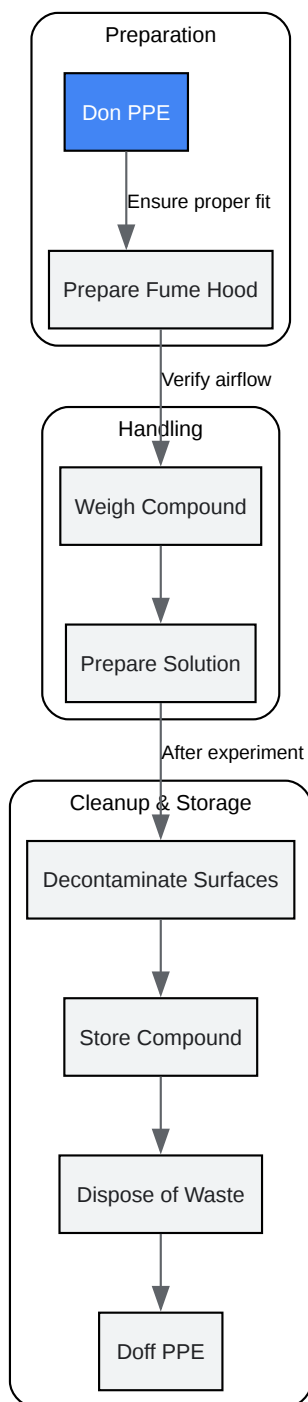 Preparation
Don PPE
Ensure proper fit
Prepare Fume Hood
Verify airflow
Handling
Weigh Compound
Prepare Solution
After experiment
Cleanup & Storage
Decontaminate Surfaces
Store Compound
Dispose of Waste
Doff PPE